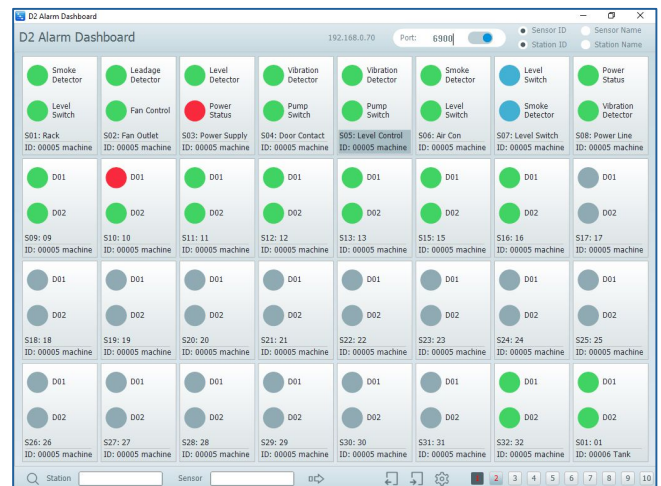 D2 Alarm Dashboard
D2 Alarm Dashboard
192.168.0.70
Port: 6900
Sensor ID
Sensor Name
Station ID
Station Name
Smoke Detector
Level Switch
S01: Rack
ID: 00005 machine
Leadage Detector
Fan Control
S02: Fan Outlet
ID: 00005 machine
Level Detector
Power Status
S03: Power Supply
ID: 00005 machine
Vibration Detector
Pump Switch
S04: Door Contact
ID: 00005 machine
Vibration Detector
Pump Switch
S05: Level Control
ID: 00005 machine
Smoke Detector
Level Switch
S06: Air Con
ID: 00005 machine
Level Switch
Smoke Detector
S07: Level Switch
ID: 00005 machine
Power Status
Vibration Detector
S08: Power Line
ID: 00005 machine
D01
D02
S09: 09
ID: 00005 machine
D01
D02
S10: 10
ID: 00005 machine
D01
D02
S11: 11
ID: 00005 machine
D01
D02
S12: 12
ID: 00005 machine
D01
D02
S13: 13
ID: 00005 machine
D01
D02
S15: 15
ID: 00005 machine
D01
D02
S16: 16
ID: 00005 machine
D01
D02
S17: 17
ID: 00005 machine
D01
D02
S18: 18
ID: 00005 machine
D01
D02
S19: 19
ID: 00005 machine
D01
D02
S20: 20
ID: 00005 machine
D01
D02
S21: 21
ID: 00005 machine
D01
D02
S22: 22
ID: 00005 machine
D01
D02
S23: 23
ID: 00005 machine
D01
D02
S24: 24
ID: 00005 machine
D01
D02
S25: 25
ID: 00005 machine
D01
D02
S26: 26
ID: 00005 machine
D01
D02
S27: 27
ID: 00005 machine
D01
D02
S28: 28
ID: 00005 machine
D01
D02
S29: 29
ID: 00005 machine
D01
D02
S30: 30
ID: 00005 machine
D01
D02
S31: 31
ID: 00005 machine
D01
D02
S32: 32
ID: 00005 machine
D01
D02
S01: 01
ID: 00006 Tank
Station
Sensor
1 2 3 4 5 6 7 8 9 10